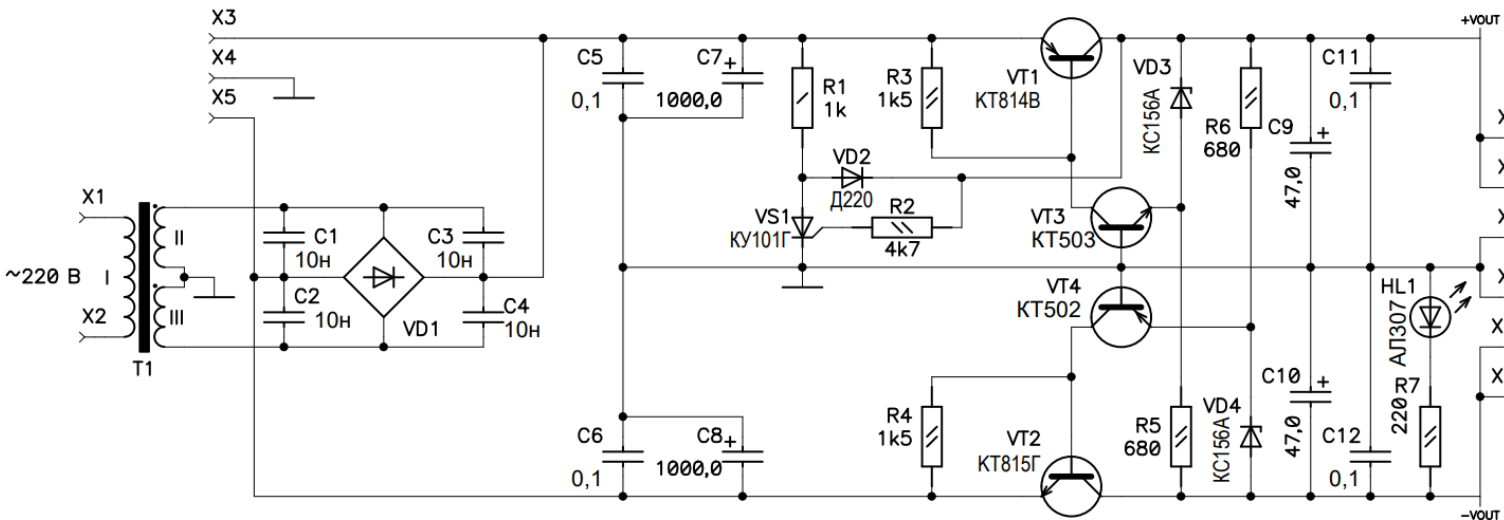 X3
X4
X5
+VOUT
C5
0,1
C7
+
1000,0
R1
1k
R3
1k5
VT1
КТ814В
VD3
КС156А
R6
680
C9
+
47,0
C11
0,1
X
X
VD2
Д220
VS1
КУ101Г
R2
4k7
VT3
КТ503
X
X
X1
~220 В
X2
I
II
III
T1
C1
10н
C2
10н
C3
10н
C4
10н
VD1
VT4
КТ502
HL1
АЛ307
X
X
C6
0,1
C8
+
1000,0
R4
1k5
VT2
КТ815Г
R5
680
VD4
КС156А
C10
+
47,0
C12
0,1
R7
220
-VOUT